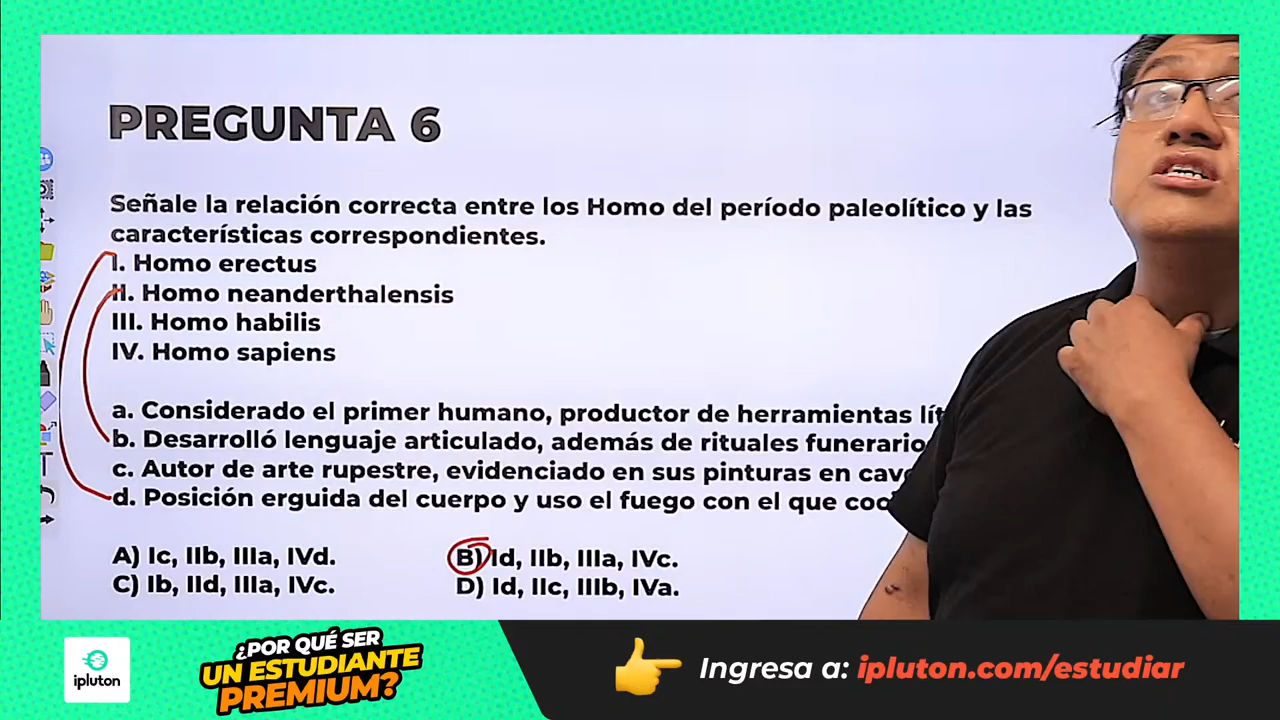 PREGUNTA 6
Señale la relación correcta entre los Homo del período paleolítico y las
características correspondientes.
I. Homo erectus
II. Homo neanderthalensis
III. Homo habilis
IV. Homo sapiens
a. Considerado el primer humano, productor de herramientas
b. Desarrolló lenguaje articulado, además de rituales
c. Autor de arte rupestre, evidenciado en sus pinturas en
d. Posición erguida del cuerpo y uso el fuego con el que
A) Ic, IIb, IIIa, IVd.
B) Id, IIb, IIIa, IVc.
C) Ib, IId, IIIa, IVc.
D) Id, IIc, IIIb, IVa.
ipluton
¿POR QUÉ SER
UN ESTUDIANTE
PREMIUM?
Ingresa a: ipluton.com/estudiar